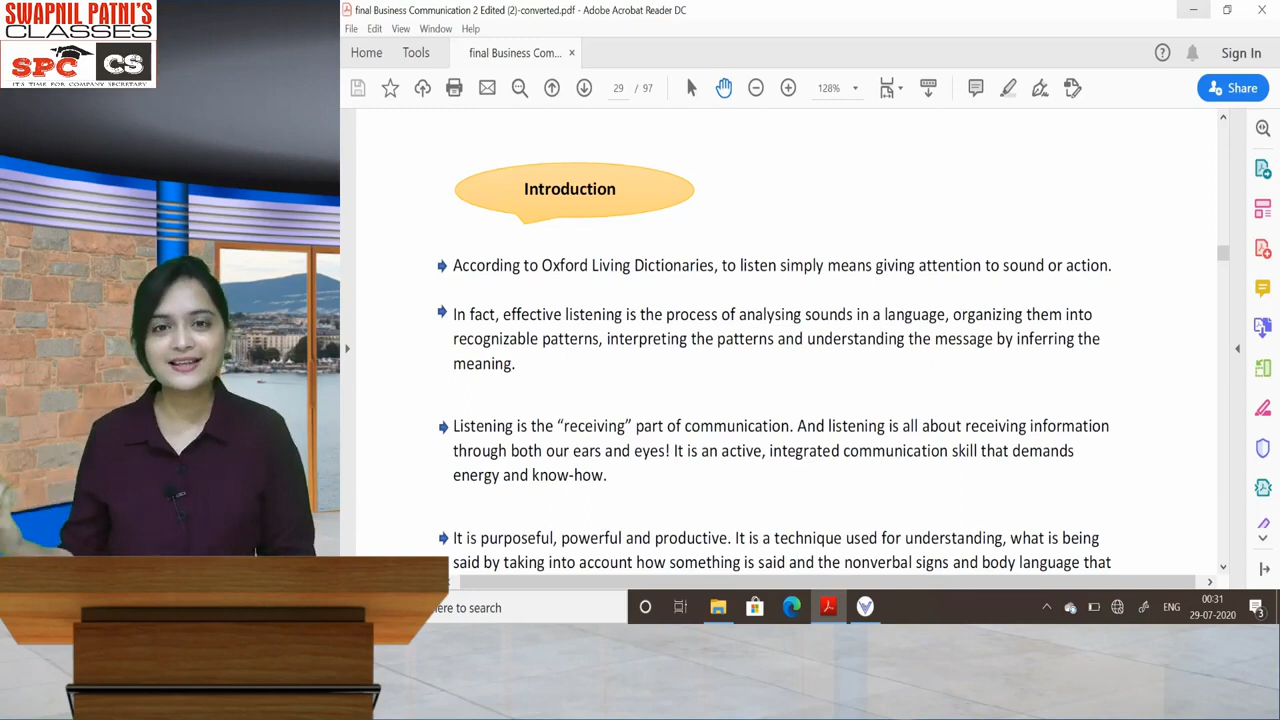 SWAPNIL PATNI'S
CLASSES
SPC CS
IT'S TIME FOR COMPANY SECRETARY
final Business Communication 2 Edited (2)-converted.pdf - Adobe Acrobat Reader DC
File Edit View Window Help
Home Tools final Business Com... × Sign In
29 / 97 128% Share
Introduction
According to Oxford Living Dictionaries, to listen simply means giving attention to sound or action.
In fact, effective listening is the process of analysing sounds in a language, organizing them into
recognizable patterns, interpreting the patterns and understanding the message by inferring the
meaning.
Listening is the “receiving” part of communication. And listening is all about receiving information
through both our ears and eyes! It is an active, integrated communication skill that demands
energy and know-how.
It is purposeful, powerful and productive. It is a technique used for understanding, what is being
said by taking into account how something is said and the nonverbal signs and body language that
ere to search
ENG
00:31
29-07-2020
3